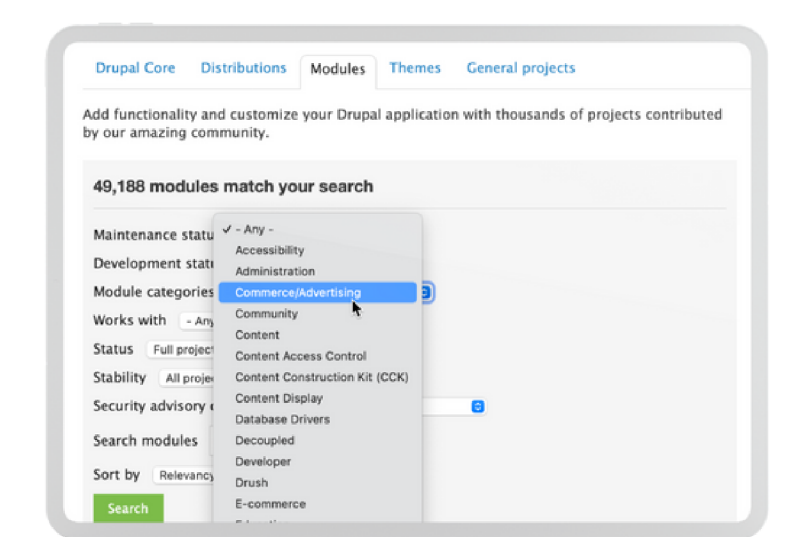 Drupal Core Distributions Modules Themes General projects
Add functionality and customize your Drupal application with thousands of projects contributed
by our amazing community.
49,188 modules match your search
Maintenance statu
Development statu
Module categories
Works with - Any
Status Full project
Stability All proje
Security advisory
Search modules
Sort by Relevancy
Search
✓ - Any -
Accessibility
Administration
Commerce/Advertising
Community
Content
Content Access Control
Content Construction Kit (CCK)
Content Display
Database Drivers
Decoupled
Developer
Drush
E-commerce